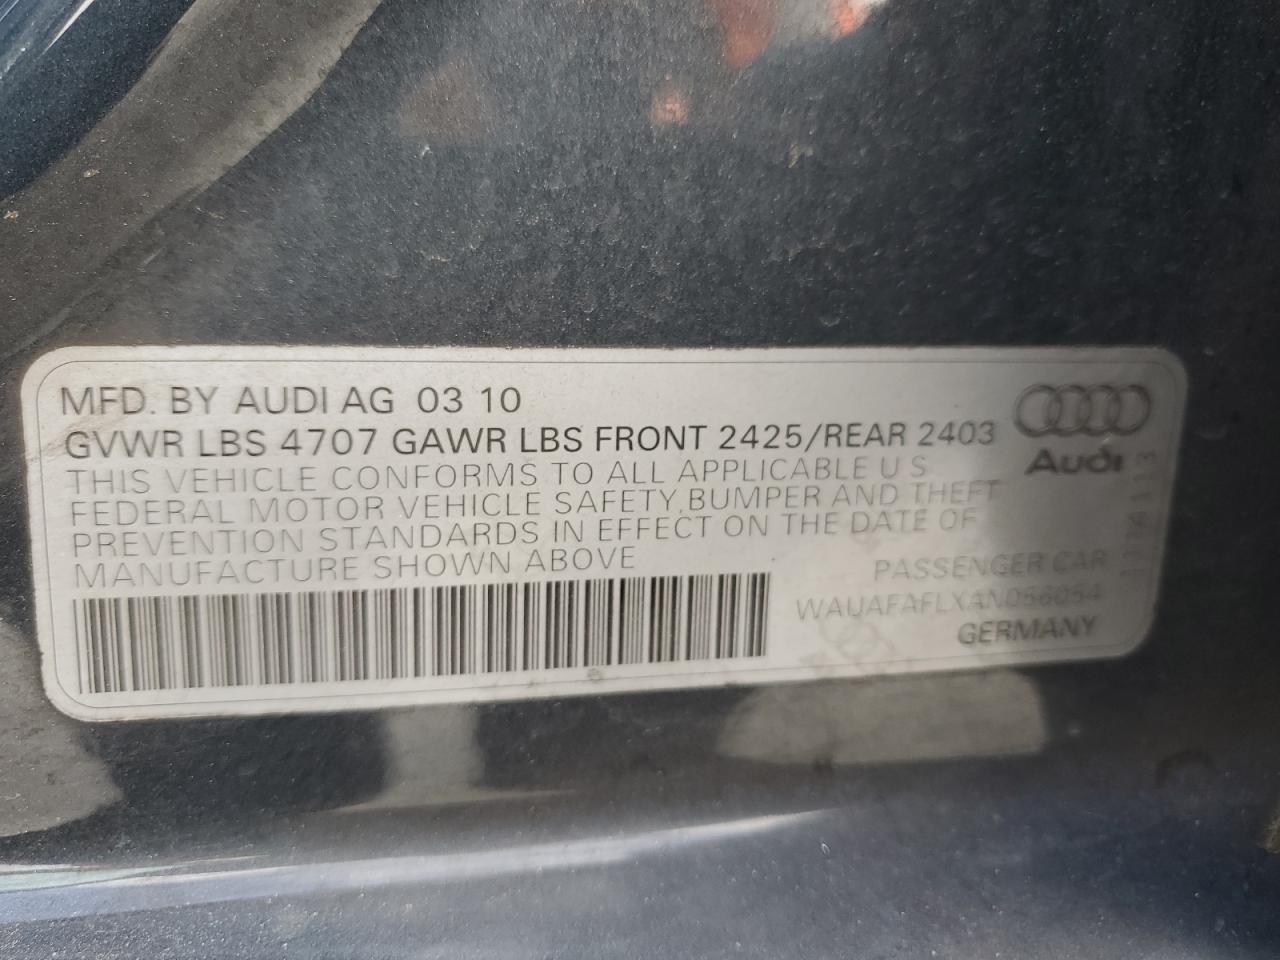 MFD. BY AUDI AG 03 10
GVWR LBS 4707 GAWR LBS FRONT 2425/REAR 2403
THIS VEHICLE CONFORMS TO ALL APPLICABLE U S
FEDERAL MOTOR VEHICLE SAFETY, BUMPER AND THEFT
PREVENTION STANDARDS IN EFFECT ON THE DATE OF
MANUFACTURE SHOWN ABOVE
PASSENGER CAR
WAUAFAFLXAN056054
GERMANY
Audi